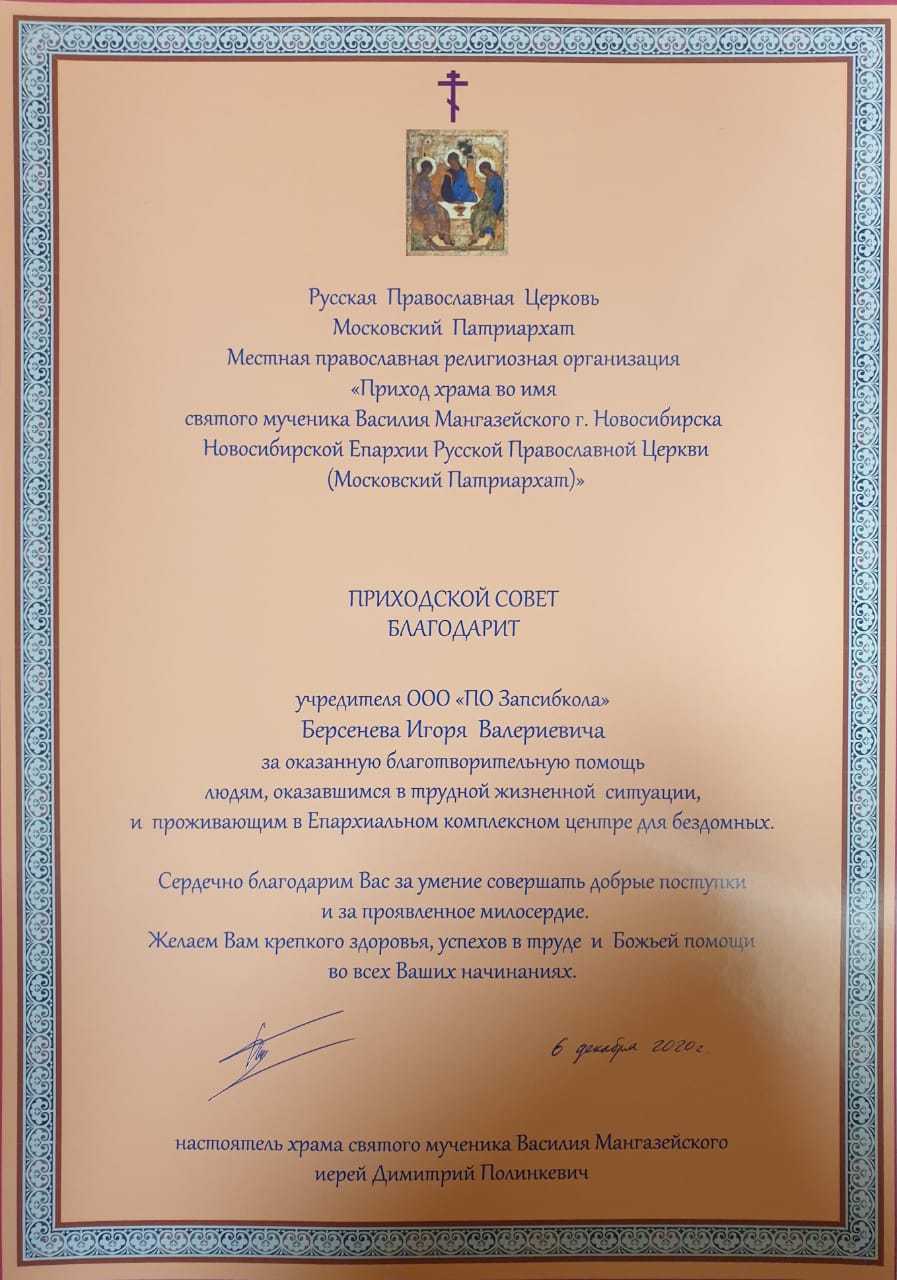 Русская Православная Церковь
Московский Патриархат
Местная православная религиозная организация
«Приход храма во имя
святого мученика Василия Мангазейского г. Новосибирска
Новосибирской Епархии Русской Православной Церкви
(Московский Патриархат)»
ПРИХОДСКОЙ СОВЕТ
БЛАГОДАРИТ
учредителя ООО «ПО Запсибкола»
Берсенева Игоря Валериевича
за оказанную благотворительную помощь
людям, оказавшимся в трудной жизненной ситуации,
и проживающим в Епархиальном комплексном центре для бездомных.
Сердечно благодарим Вас за умение совершать добрые поступки
и за проявленное милосердие.
Желаем Вам крепкого здоровья, успехов в труде и Божьей помощи
во всех Ваших начинаниях.
6 декабря 2020 г.
настоятель храма святого мученика Василия Мангазейского
иерей Димитрий Полинкевич